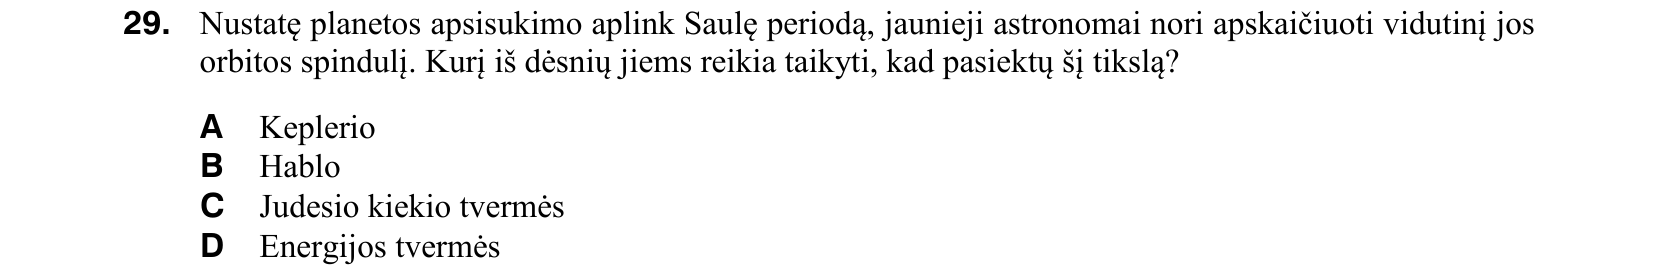 29. Nustatę planetos apsisukimo aplink Saulę periodą, jaunieji astronomai nori apskaičiuoti vidutinį jos
orbitos spindulį. Kurį iš dėsnių jiems reikia taikyti, kad pasiektų šį tikslą?
A Keplerio
B Hablo
C Judesio kiekio tvermės
D Energijos tvermės